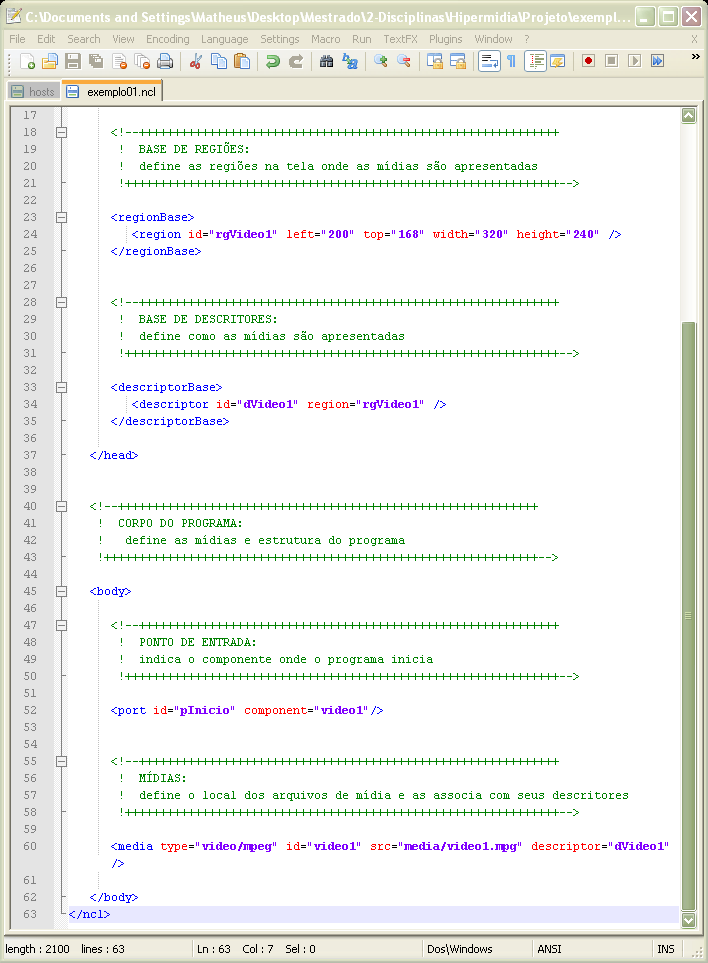 C:\Documents and Settings\Matheus\Desktop\Mestrado\2-Disciplinas\Hipermidia\Projeto\exempl...
File Edit Search View Encoding Language Settings Macro Run TextFX Plugins Window ? X
hosts exemplo01.ncl
17
18 <!--++++++++++++++++++++++++++++++++++++++++++++++++++++++++++++
19 ! BASE DE REGIÕES:
20 ! define as regiões na tela onde as mídias são apresentadas
21 !++++++++++++++++++++++++++++++++++++++++++++++++++++++++++++++-->
22
23 <regionBase>
24 <region id="rgVideo1" left="200" top="168" width="320" height="240" />
25 </regionBase>
26
27
28 <!--++++++++++++++++++++++++++++++++++++++++++++++++++++++++++++
29 ! BASE DE DESCRITORES:
30 ! define como as mídias são apresentadas
31 !++++++++++++++++++++++++++++++++++++++++++++++++++++++++++++++-->
32
33 <descriptorBase>
34 <descriptor id="dVideo1" region="rgVideo1" />
35 </descriptorBase>
36
37 </head>
38
39
40 <!--++++++++++++++++++++++++++++++++++++++++++++++++++++++++++++
41 ! CORPO DO PROGRAMA:
42 ! define as mídias e estrutura do programa
43 !++++++++++++++++++++++++++++++++++++++++++++++++++++++++++++++-->
44
45 <body>
46
47 <!--++++++++++++++++++++++++++++++++++++++++++++++++++++++++++++
48 ! PONTO DE ENTRADA:
49 ! indica o componente onde o programa inicia
50 !++++++++++++++++++++++++++++++++++++++++++++++++++++++++++++++-->
51
52 <port id="pInicio" component="video1"/>
53
54
55 <!--++++++++++++++++++++++++++++++++++++++++++++++++++++++++++++
56 ! MÍDIAS:
57 ! define o local dos arquivos de mídia e as associa com seus descritores
58 !++++++++++++++++++++++++++++++++++++++++++++++++++++++++++++++-->
59
60 <media type="video/mpeg" id="video1" src="media/video1.mpg" descriptor="dVideo1"
/>
61
62 </body>
63 </ncl>
length : 2100 lines : 63 Ln : 63 Col : 7 Sel : 0 Dos\Windows ANSI INS